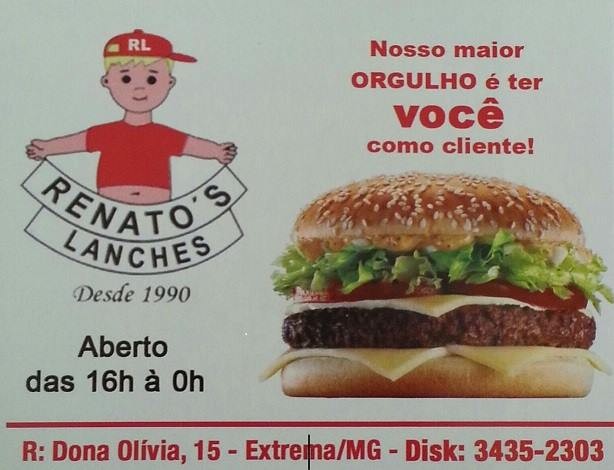 RL
RENATO'S
LANCHES
Desde 1990
Aberto
das 16h à 0h
Nosso maior
ORGULHO é ter
VOCÊ
como cliente!
R: Dona Olívia, 15 - Extrema/MG - Disk: 3435-2303